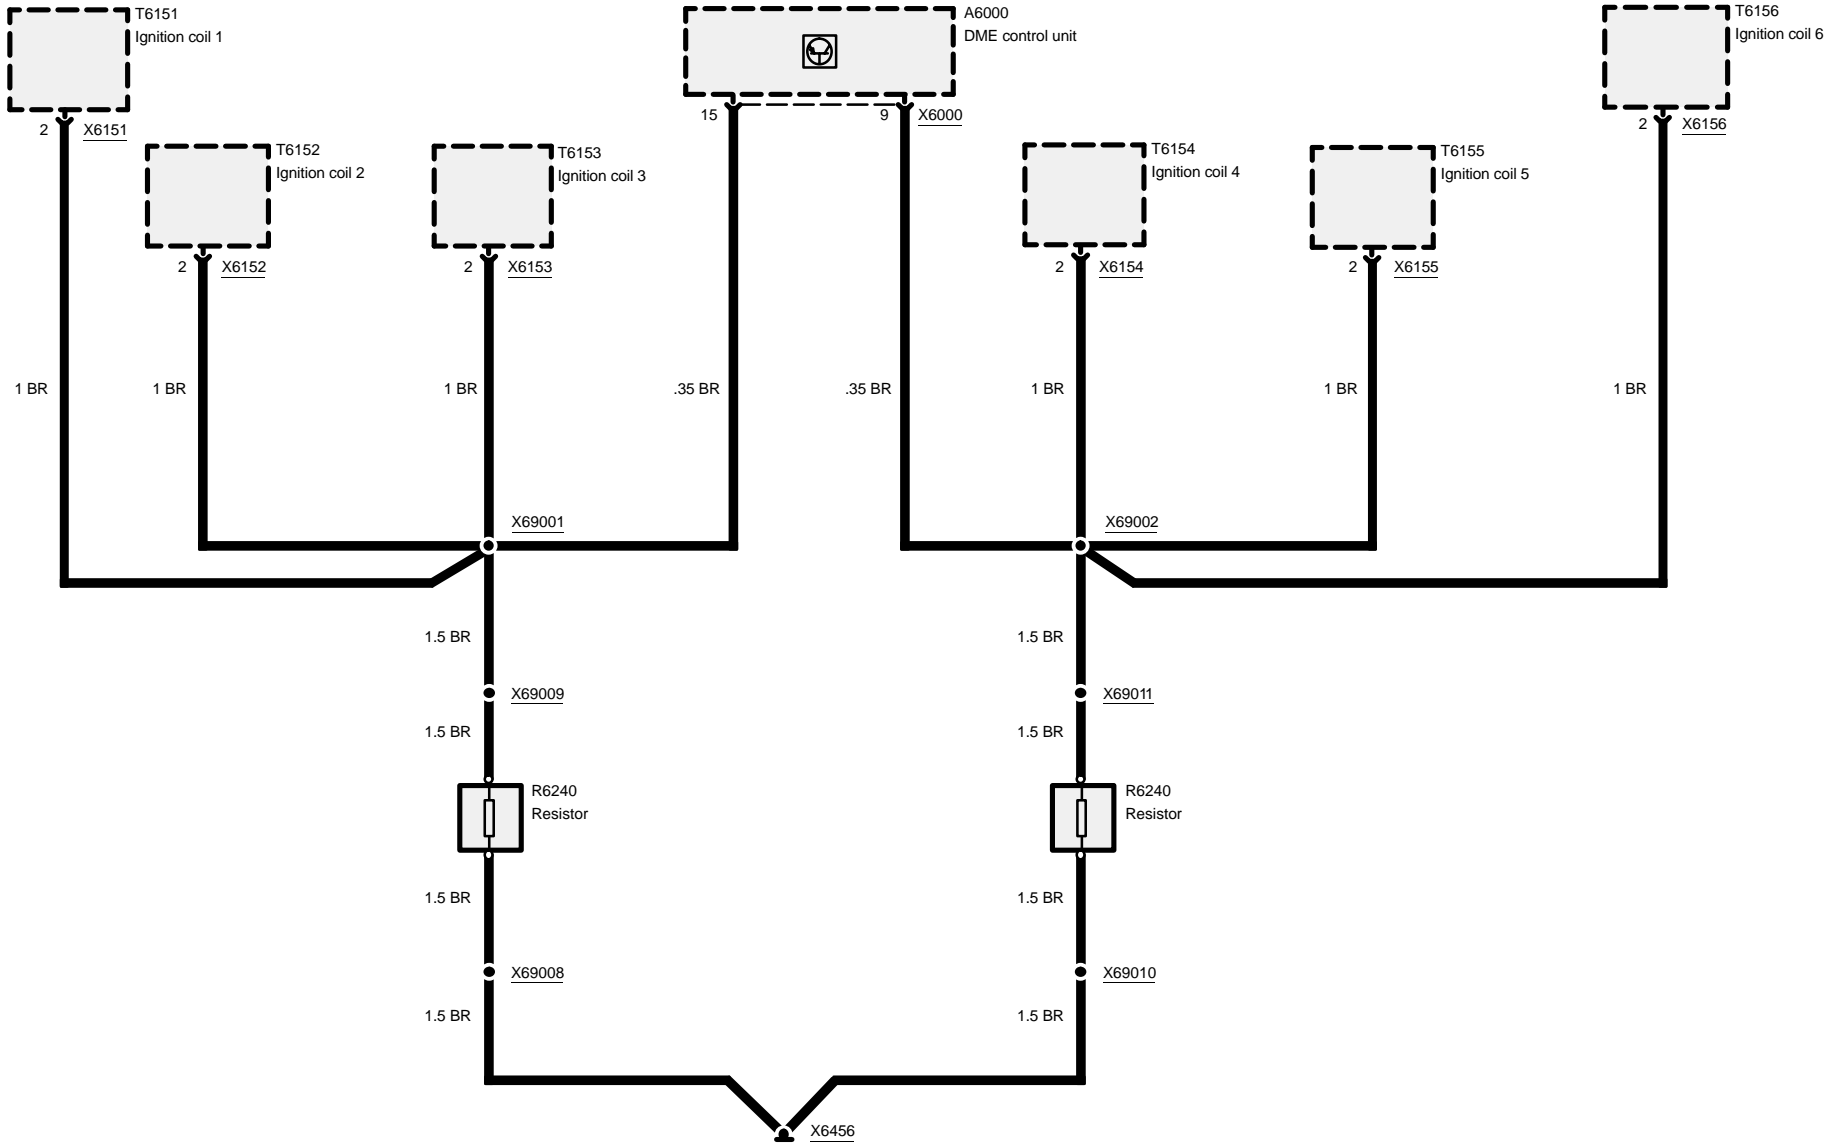 T6151
Ignition coil 1
A6000
DME control unit
T6156
Ignition coil 6
2 X6151
15
9 X6000
2 X6156
T6152
Ignition coil 2
T6153
Ignition coil 3
T6154
Ignition coil 4
T6155
Ignition coil 5
2 X6152
2 X6153
2 X6154
2 X6155
1 BR
1 BR
1 BR
.35 BR
.35 BR
1 BR
1 BR
1 BR
X69001
X69002
1.5 BR
1.5 BR
X69009
X69011
1.5 BR
1.5 BR
R6240
Resistor
R6240
Resistor
1.5 BR
1.5 BR
X69008
X69010
1.5 BR
1.5 BR
X6456